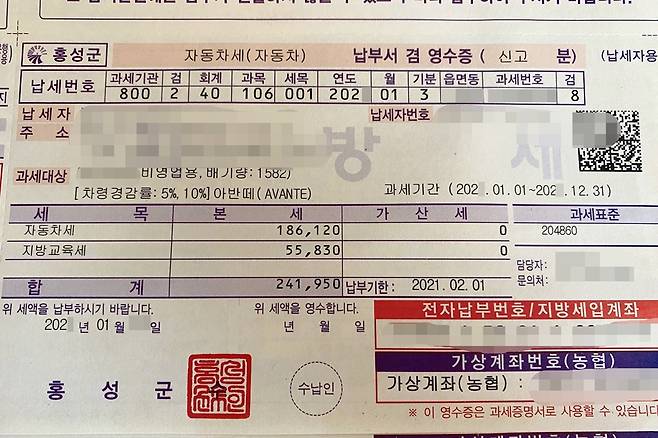 홍성군 자동차세(자동차) 납부서 겸 영수증 ( 신고 분) (납세자용
납세번호 과세기관 검 회계 과목 세목 연도 월 기분 읍면동 과세번호 검
800 2 40 106 001 202 01 3 8
납 세 자 납세자번호
주 소
방 세
과세대상 비영업용, 배기량: 1582)
[차령경감률: 5%, 10%] 아반떼(AVANTE) 과세기간 (202 .01.01~202 .12.31)
세 목 본 세 가 산 세 과세표준
자동차세 186,120 0 204860
지방교육세 55,830 0
담당자:
문의처:
합 계 241,950 납부기한: 2021.02.01
위 세액을 납부하시기 바랍니다. 위 세액을 영수합니다. 전자납부번호/지방세입계좌
202 년 01 월 일 년 월 일
가상계좌번호(농협)
홍 성 군 수 수납인 가상계좌(농협) :
※ 이 영수증은 과세증명서로 사용할 수 있습니다.